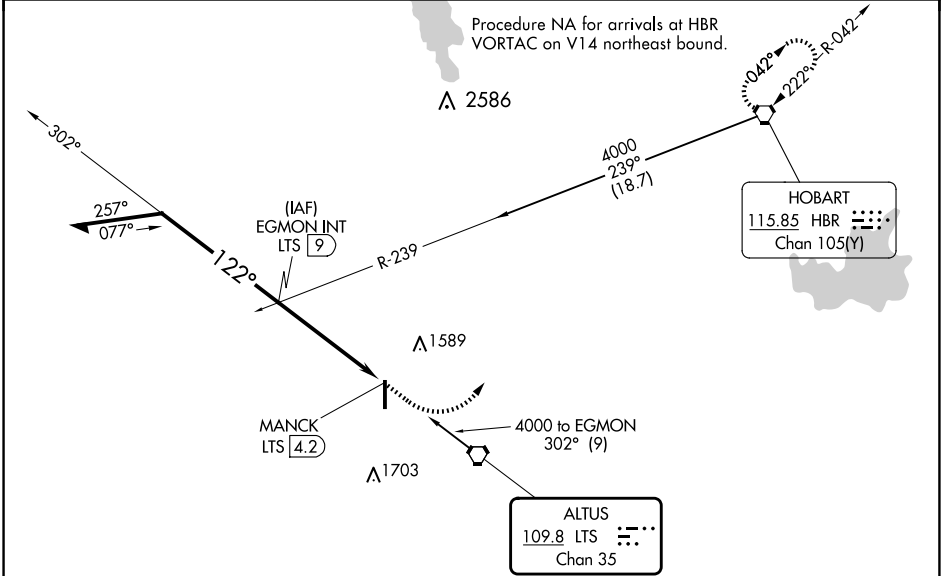 Procedure NA for arrivals at HBR
VORTAC on V14 northeast bound.
2586
042°
222°
R-042
4000
239°
(18.7)
HOBART
115.85 HBR
Chan 105(Y)
302°
257°
077°
(IAF)
EGMON INT
LTS 9
122°
R-239
1589
MANCK
LTS 4.2
4000 to EGMON
302° (9)
1703
ALTUS
109.8 LTS
Chan 35